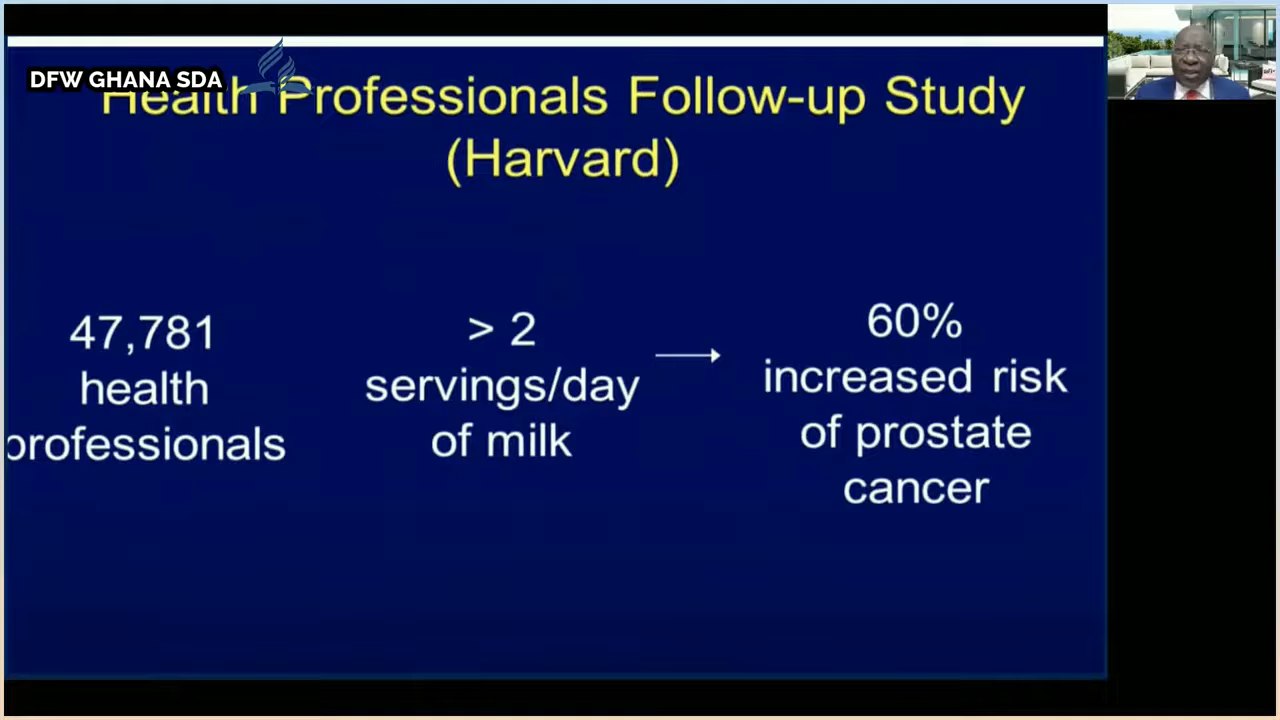 DFW GHANA SDA
Health Professionals Follow-up Study
(Harvard)
47,781
health
professionals
> 2
servings/day
of milk
60%
increased risk
of prostate
cancer